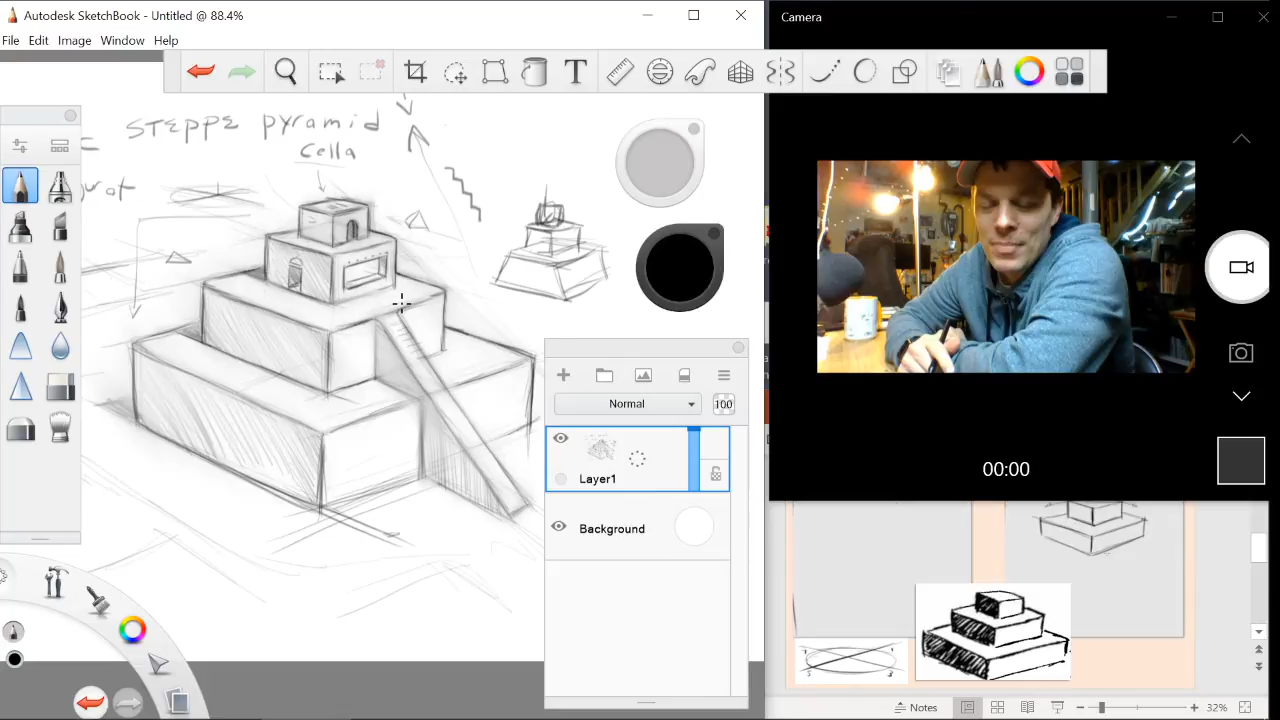 Autodesk SketchBook - Untitled @ 88.4%
File Edit Image Window Help
Camera
STEPPE pyramid
Cella
Normal
100
Layer1
Background
00:00
Notes
32%